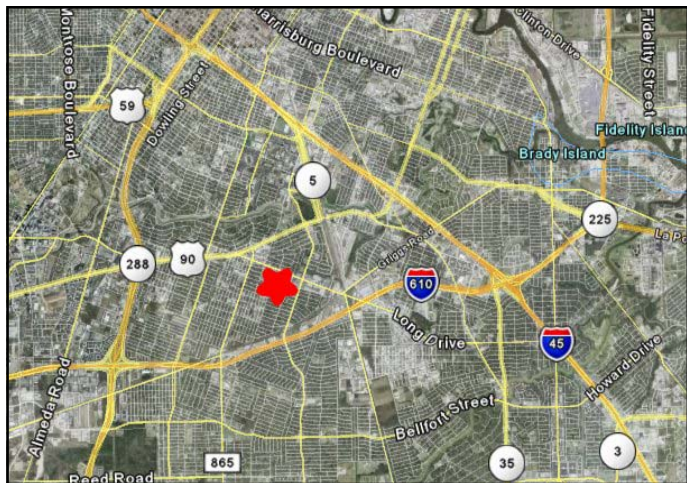 Montrose Boulevard
59
Dowling Street
Harrisburg Boulevard
Clinton Drive
Fidelity Street
Fidelity Island
Brady Island
5
225
La Po
288
90
Griggs Road
610
Long Drive
45
Howard Drive
Almeda Road
Bellfort Street
865
35
3
Reed Road